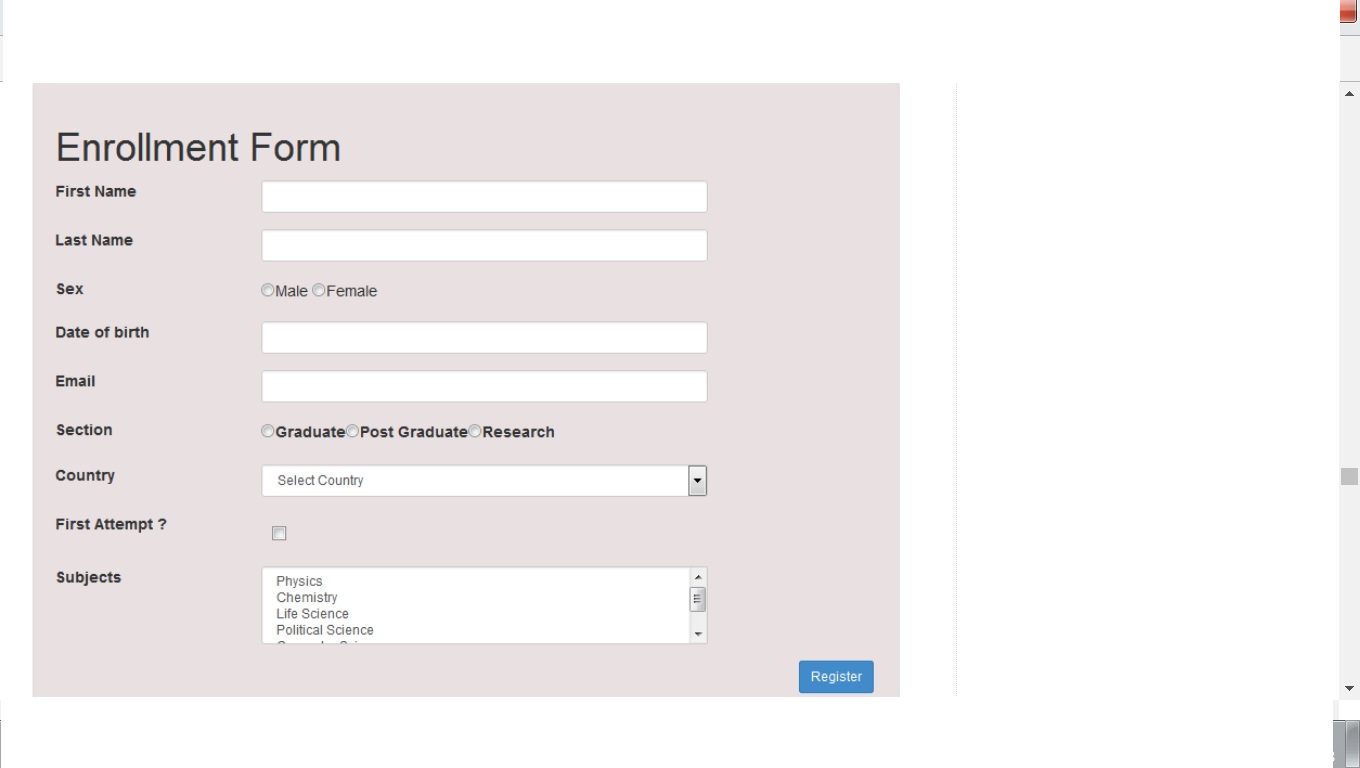 Enrollment Form
First Name
Last Name
Sex
Male Female
Date of birth
Email
Section
Graduate Post Graduate Research
Country
Select Country
First Attempt ?
Subjects
Physics
Chemistry
Life Science
Political Science
Register